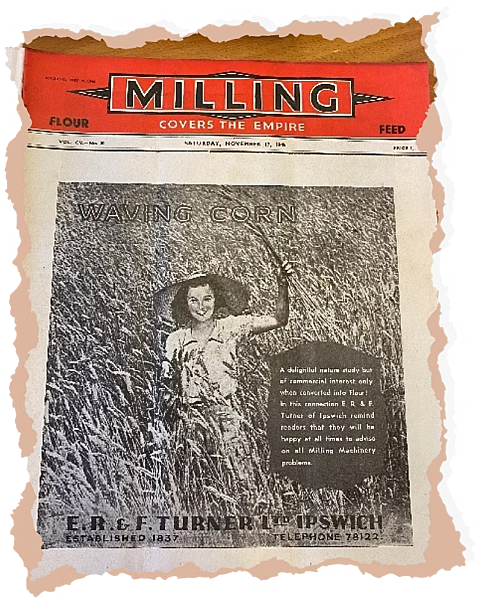 MILLING
FLOUR
COVERS THE EMPIRE
FEED
SATURDAY, NOVEMBER 17,
WAVING CORN
A delightful nature study but
of commercial interest only
when converted into flour!
In this connection E. R. & F.
Turner of Ipswich remind
readers that they will be
happy at all times to advise
on all Milling Machinery
problems.
E.R. & F. TURNER LTD IPSWICH
ESTABLISHED 1837
TELEPHONE 78122